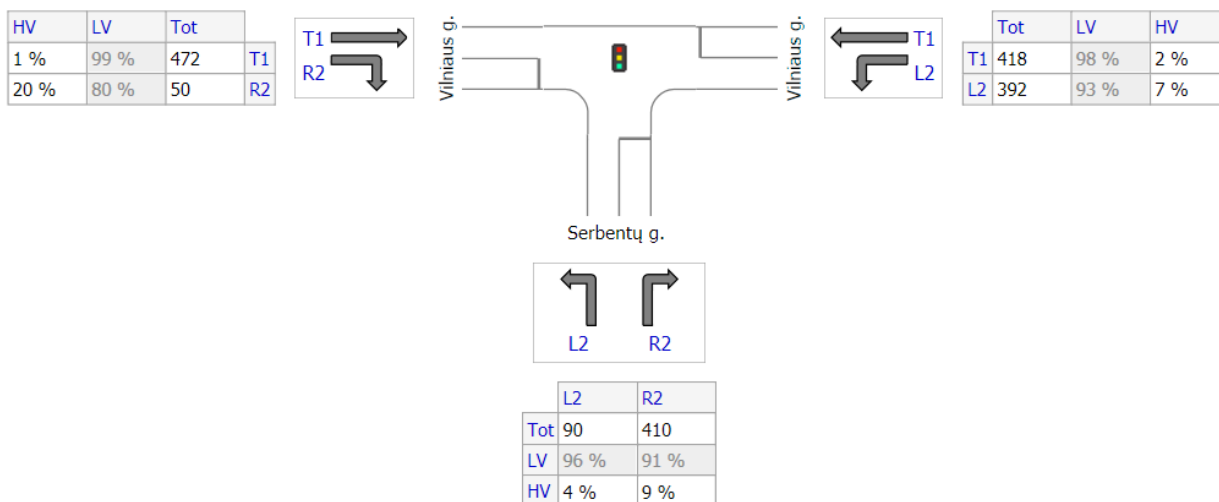 HV LV Tot
1 % 99 % 472 T1
20 % 80 % 50 R2
T1
R2
Vilniaus g.
Vilniaus g.
T1
L2
Tot LV HV
T1 418 98 % 2 %
L2 392 93 % 7 %
Serbentų g.
L2 R2
L2 R2
Tot 90 410
LV 96 % 91 %
HV 4 % 9 %